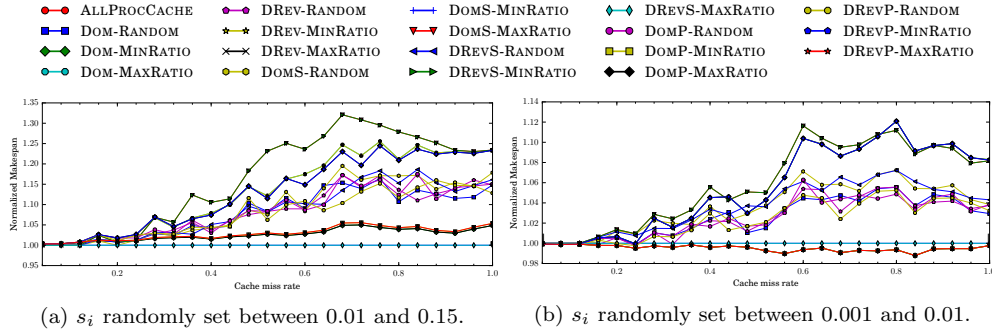 ALLPROCCACHE DREV-RANDOM DOMS-MINRATIO DREVS-MAXRATIO DREVP-RANDOM
DOM-RANDOM DREV-MINRATIO DOMS-MAXRATIO DOMP-RANDOM DREVP-MINRATIO
DOM-MINRATIO DREV-MAXRATIO DREVS-RANDOM DOMP-MINRATIO DREVP-MAXRATIO
DOM-MAXRATIO DOMS-RANDOM DREVS-MINRATIO DOMP-MAXRATIO
Normalized Makespan
1.35
1.30
1.25
1.20
1.15
1.10
1.05
1.00
0.95
0.2 0.4 0.6 0.8 1.0
Cache miss rate
(a) si randomly set between 0.01 and 0.15.
Normalized Makespan
1.14
1.12
1.10
1.08
1.06
1.04
1.02
1.00
0.98
0.2 0.4 0.6 0.8 1.0
Cache miss rate
(b) si randomly set between 0.001 and 0.01.